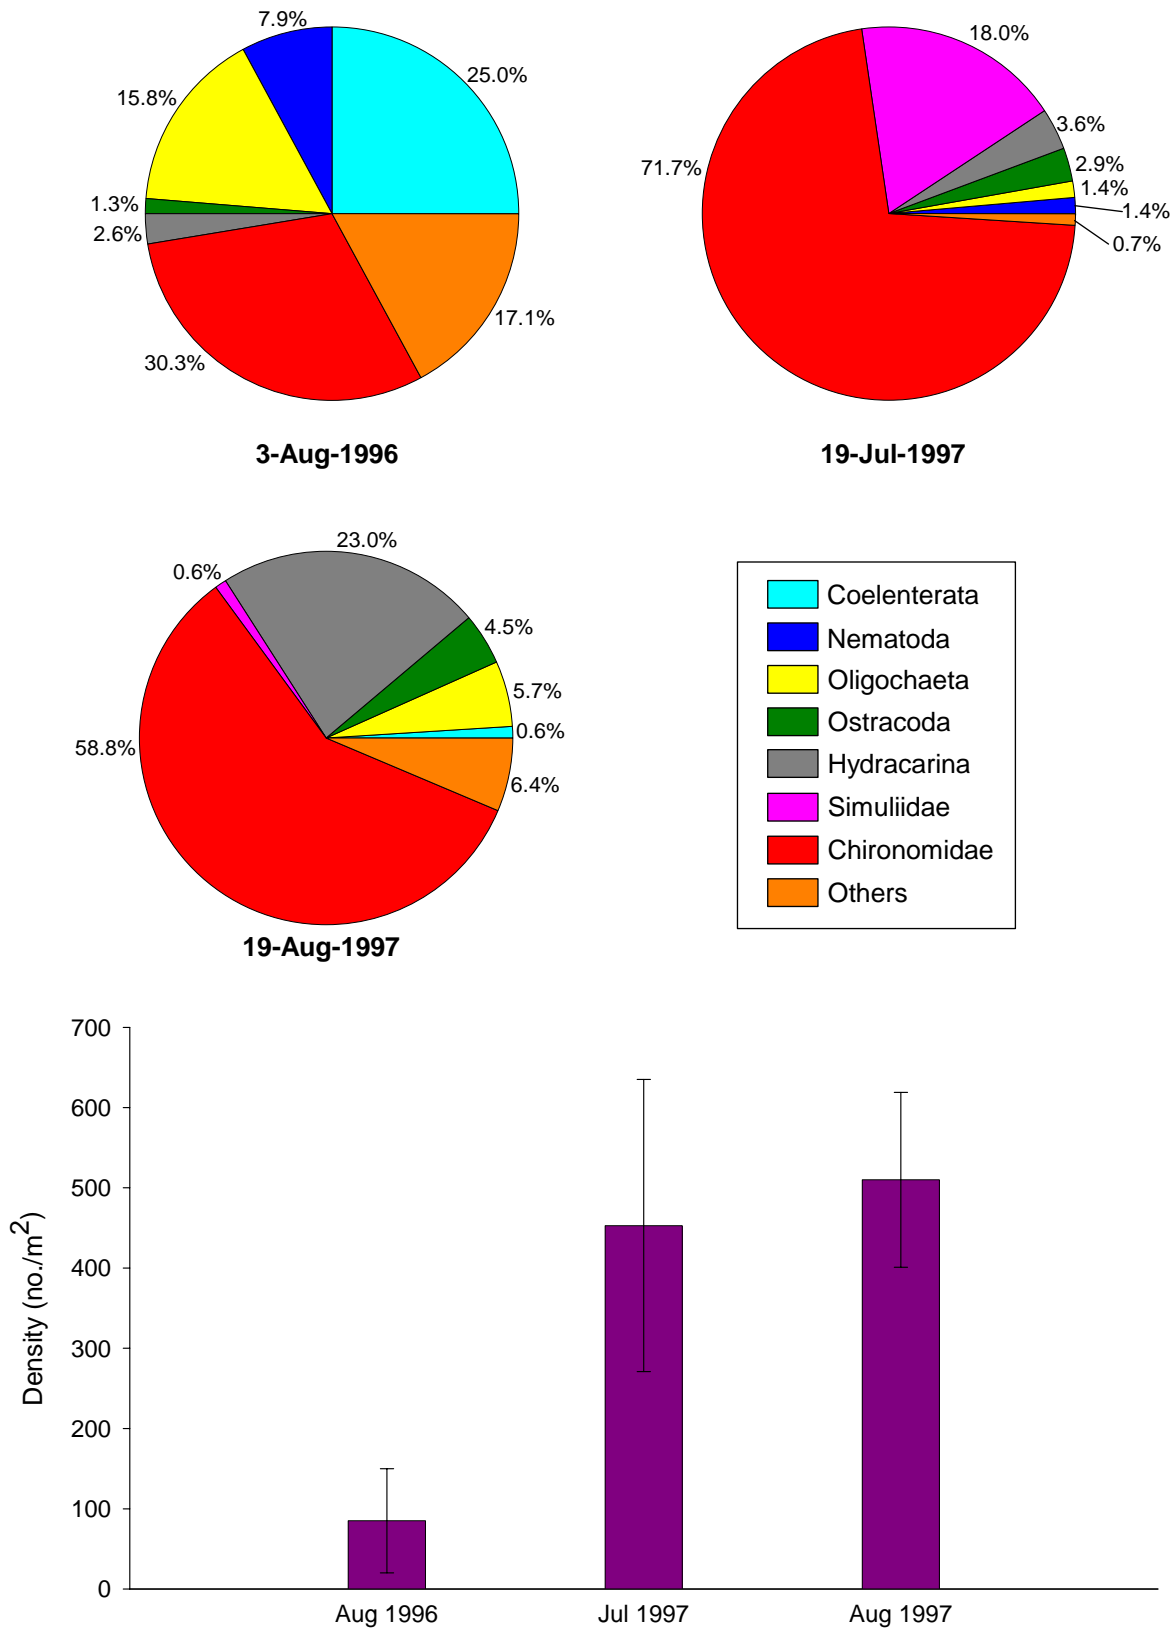 7.9%
25.0%
15.8%
1.3%
2.6%
30.3%
17.1%
3-Aug-1996
18.0%
3.6%
2.9%
1.4%
1.4%
0.7%
71.7%
19-Jul-1997
23.0%
0.6%
4.5%
5.7%
0.6%
58.8%
6.4%
19-Aug-1997
Coelenterata
Nematoda
Oligochaeta
Ostracoda
Hydracarina
Simuliidae
Chironomidae
Others
Density (no./m²)
700
600
500
400
300
200
100
0
Aug 1996
Jul 1997
Aug 1997